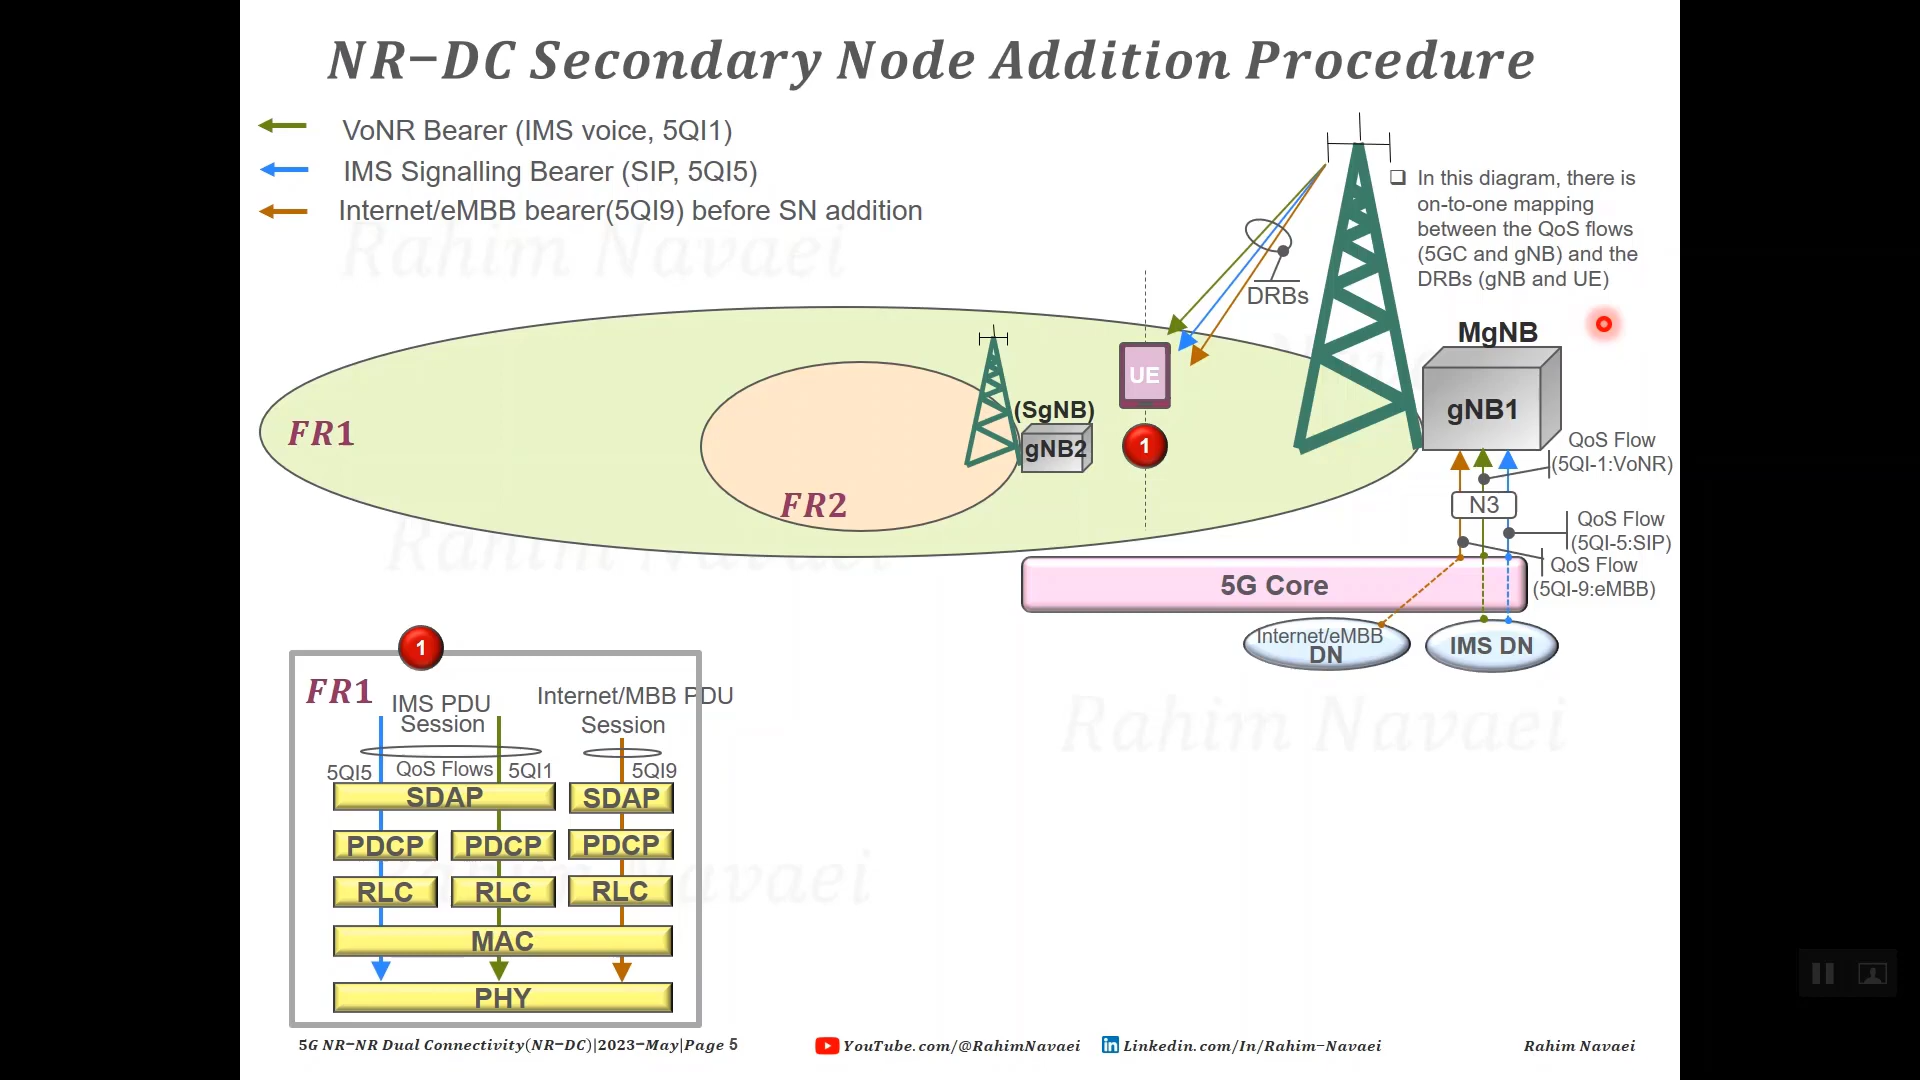 NR−DC Secondary Node Addition Procedure
VoNR Bearer (IMS voice, 5QI1)
IMS Signalling Bearer (SIP, 5QI5)
Internet/eMBB bearer(5QI9) before SN addition
Rahim Navaei
❑ In this diagram, there is
on-to-one mapping
between the QoS flows
(5GC and gNB) and the
DRBs (gNB and UE)
DRBs
MgNB
gNB1
UE
(SgNB)
gNB2
1
FR1
FR2
QoS Flow
(5QI-1:VoNR)
N3
QoS Flow
(5QI-5:SIP)
QoS Flow
(5QI-9:eMBB)
5G Core
Internet/eMBB
DN
IMS DN
Rahim Navaei
Rahim Navaei
1
FR1
IMS PDU
Session
Internet/MBB PDU
Session
5QI5
QoS Flows
5QI1
5QI9
SDAP
SDAP
PDCP
PDCP
PDCP
RLC
RLC
RLC
MAC
PHY
5G NR−NR Dual Connectivity(NR−DC)|2023−May|Page 5
YouTube.com/@RahimNavaei
Linkedin.com/In/Rahim−Navaei
Rahim Navaei